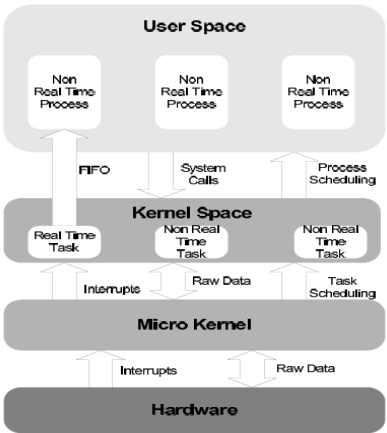 User Space
Non
Real Time
Process
Non
Real Time
Process
Non
Real Time
Process
FIFO
System
Calls
Process
Scheduling
Kernel Space
Real Time
Task
Non Real
Time
Task
Non Real
Time
Task
Interrupts
Raw Data
Task
Scheduling
Micro Kernel
Interrupts
Raw Data
Hardware